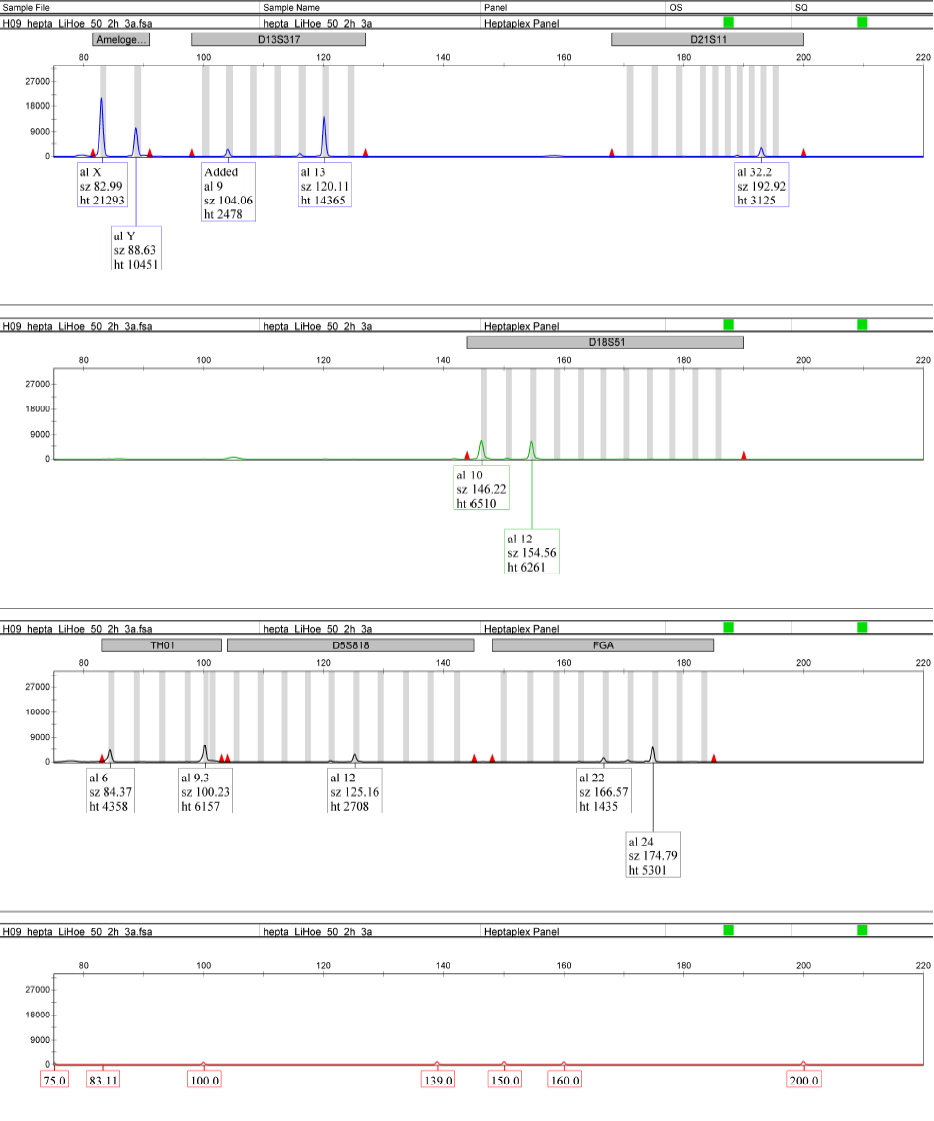 Sample File Sample Name Panel OS SQ
H09_hepta_LiHoe_50_2h_3a.fsa hepta_LiHoe_50_2h_3a Heptaplex Panel
Ameloge... D13S317 D21S11
80 100 120 140 160 180 200 220
27000
18000
9000
0
al X
sz 82.99
ht 21293
al Y
sz 88.63
ht 10451
Added
al 9
sz 104.06
ht 2478
al 13
sz 120.11
ht 14365
al 32.2
sz 192.92
ht 3125
H09_hepta_LiHoe_50_2h_3a.fsa hepta_LiHoe_50_2h_3a Heptaplex Panel
D18S51
80 100 120 140 160 180 200 220
27000
18000
9000
0
al 10
sz 146.22
ht 6510
al 12
sz 154.56
ht 6261
H09_hepta_LiHoe_50_2h_3a.fsa hepta_LiHoe_50_2h_3a Heptaplex Panel
TH01 D5S818 FGA
80 100 120 140 160 180 200 220
27000
18000
9000
0
al 6
sz 84.37
ht 4358
al 9.3
sz 100.23
ht 6157
al 12
sz 125.16
ht 2708
al 22
sz 166.57
ht 1435
al 24
sz 174.79
ht 5301
H09_hepta_LiHoe_50_2h_3a.fsa hepta_LiHoe_50_2h_3a Heptaplex Panel
80 100 120 140 160 180 200 220
27000
18000
9000
0
75.0 83.11 100.0 139.0 150.0 160.0 200.0